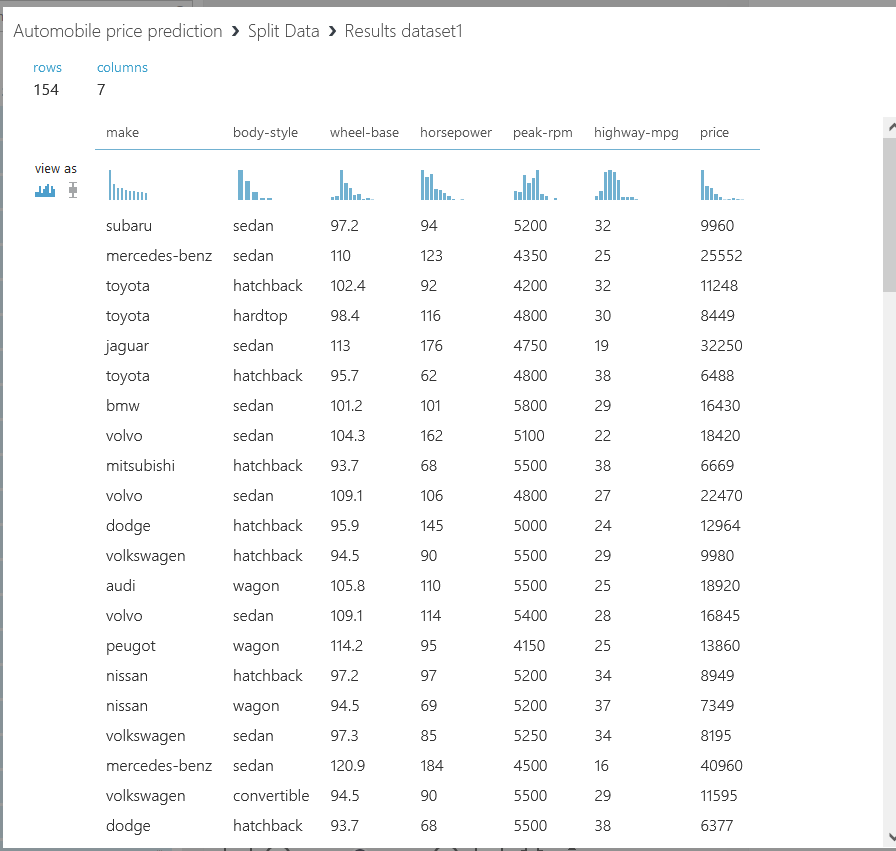 Automobile price prediction › Split Data › Results dataset1
rows columns
154 7
make body-style wheel-base horsepower peak-rpm highway-mpg price
view as
subaru sedan 97.2 94 5200 32 9960
mercedes-benz sedan 110 123 4350 25 25552
toyota hatchback 102.4 92 4200 32 11248
toyota hardtop 98.4 116 4800 30 8449
jaguar sedan 113 176 4750 19 32250
toyota hatchback 95.7 62 4800 38 6488
bmw sedan 101.2 101 5800 29 16430
volvo sedan 104.3 162 5100 22 18420
mitsubishi hatchback 93.7 68 5500 38 6669
volvo sedan 109.1 106 4800 27 22470
dodge hatchback 95.9 145 5000 24 12964
volkswagen hatchback 94.5 90 5500 29 9980
audi wagon 105.8 110 5500 25 18920
volvo sedan 109.1 114 5400 28 16845
peugot wagon 114.2 95 4150 25 13860
nissan hatchback 97.2 97 5200 34 8949
nissan wagon 94.5 69 5200 37 7349
volkswagen sedan 97.3 85 5250 34 8195
mercedes-benz sedan 120.9 184 4500 16 40960
volkswagen convertible 94.5 90 5500 29 11595
dodge hatchback 93.7 68 5500 38 6377